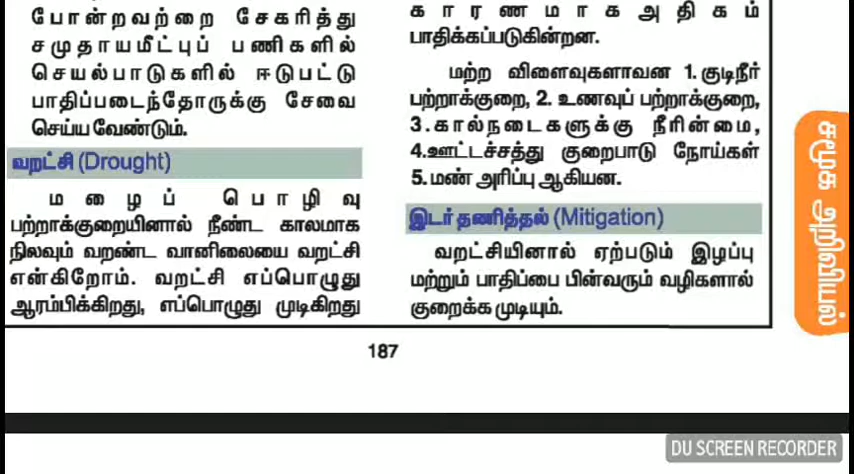 போன்றவற்றை சேகரித்து
சமுதாயமீட்புப் பணிகளில்
செயல்பாடுகளில் ஈடுபட்டு
பாதிப்படைந்தோருக்கு சேவை
செய்ய வேண்டும்.
வறட்சி (Drought)
மழைப் பொழிவு
பற்றாக்குறையினால் நீண்ட காலமாக
நிலவும் வறண்ட வானிலையை வறட்சி
என்கிறோம். வறட்சி எப்பொழுது
ஆரம்பிக்கிறது, எப்பொழுது முடிகிறது
காரணமாக அதிகம்
பாதிக்கப்படுகின்றன.
மற்ற விளைவுகளாவன 1. குடிநீர்
பற்றாக்குறை, 2. உணவுப் பற்றாக்குறை,
3.கால்நடைகளுக்கு நீரின்மை,
4.ஊட்டச்சத்து குறைபாடு நோய்கள்
5. மண் அரிப்பு ஆகியன.
இடர் தணித்தல் (Mitigation)
வறட்சியினால் ஏற்படும் இழப்பு
மற்றும் பாதிப்பை பின்வரும் வழிகளால்
குறைக்க முடியும்.
சமூக அறிவியல்
187
DU SCREEN RECORDER